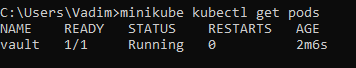 C:\Users\Vadim>minikube kubectl get pods
NAME    READY   STATUS    RESTARTS   AGE
vault   1/1     Running   0          2m6s